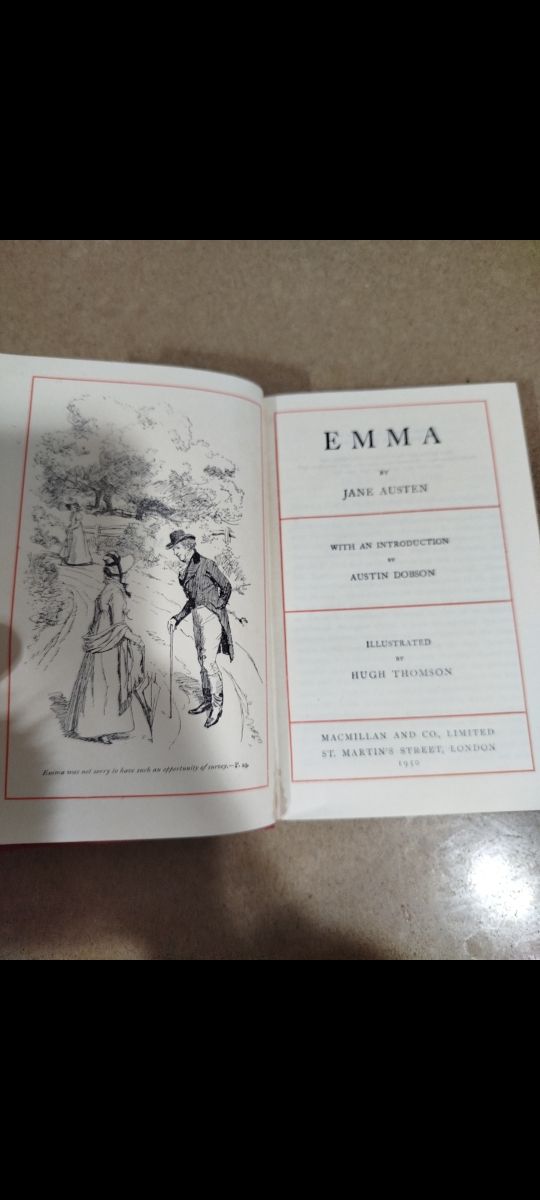 Emma was not sorry to have such an opportunity of survey.—P. 25
EMMA
BY
JANE AUSTEN
WITH AN INTRODUCTION
BY
AUSTIN DOBSON
ILLUSTRATED
BY
HUGH THOMSON
MACMILLAN AND CO., LIMITED
ST. MARTIN'S STREET, LONDON
1950